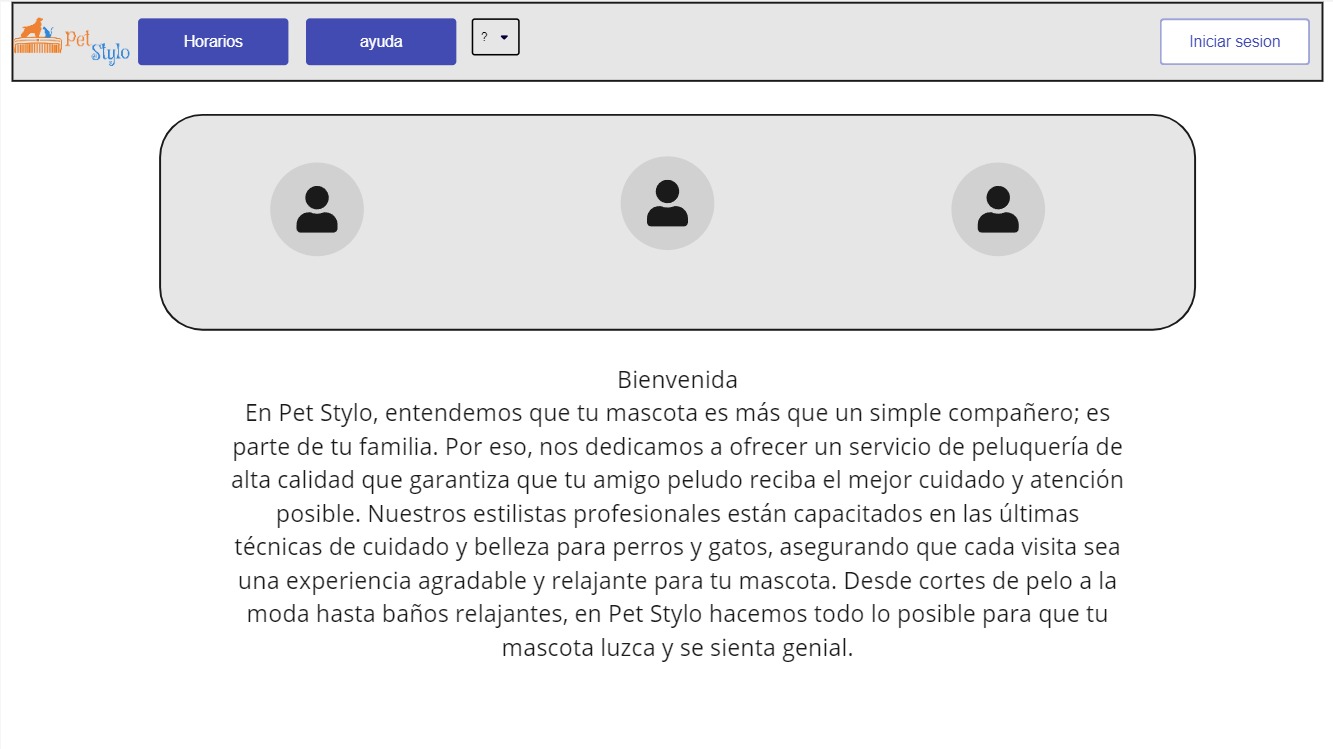 Pet
Stylo
Horarios
ayuda
?
Iniciar sesion
Bienvenida
En Pet Stylo, entendemos que tu mascota es más que un simple compañero; es
parte de tu familia. Por eso, nos dedicamos a ofrecer un servicio de peluquería de
alta calidad que garantiza que tu amigo peludo reciba el mejor cuidado y atención
posible. Nuestros estilistas profesionales están capacitados en las últimas
técnicas de cuidado y belleza para perros y gatos, asegurando que cada visita sea
una experiencia agradable y relajante para tu mascota. Desde cortes de pelo a la
moda hasta baños relajantes, en Pet Stylo hacemos todo lo posible para que tu
mascota luzca y se sienta genial.